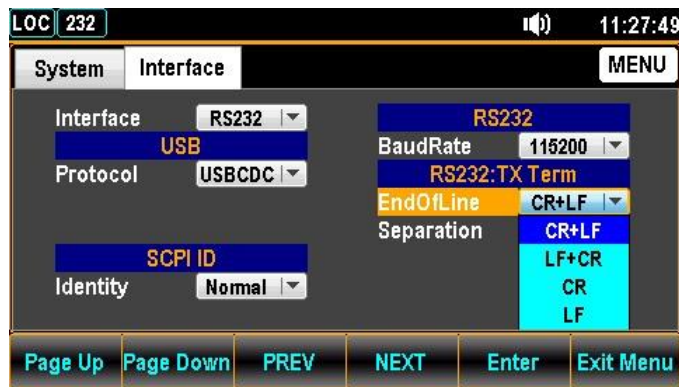 LOC 232 11:27:49
System Interface MENU
Interface RS232
USB
Protocol USBCDC
SCPI ID
Identity Normal
RS232
BaudRate 115200
RS232:TX Term
EndOfLine CR+LF
Separation
CR+LF
LF+CR
CR
LF
Page Up Page Down PREV NEXT Enter Exit Menu